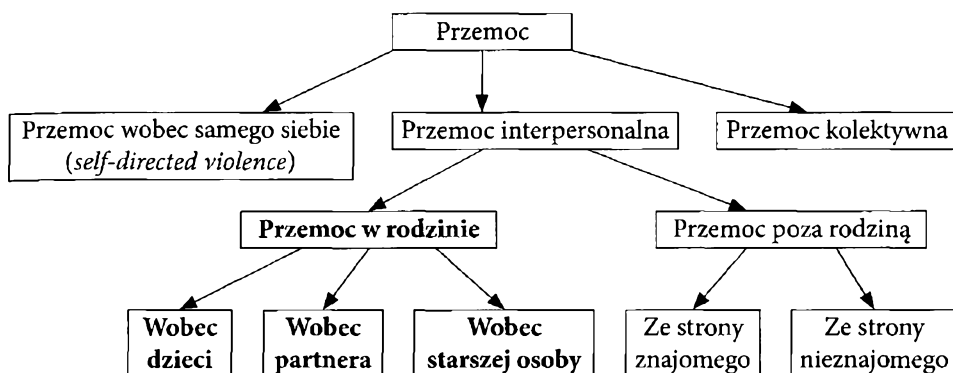 Przemoc
Przemoc wobec samego siebie
(self-directed violence)
Przemoc interpersonalna
Przemoc kolektywna
Przemoc w rodzinie
Przemoc poza rodziną
Wobec
dzieci
Wobec
partnera
Wobec
starszej osoby
Ze strony
znajomego
Ze strony
nieznajomego